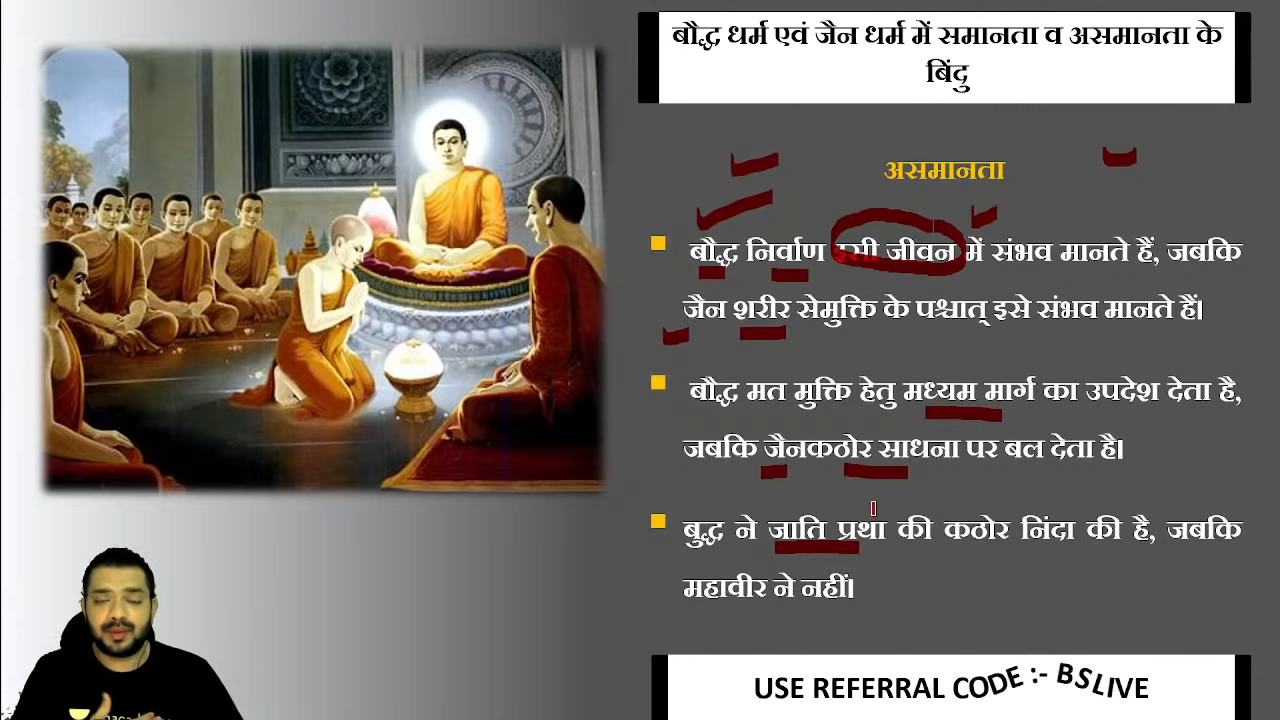 बौद्ध धर्म एवं जैन धर्म में समानता व असमानता के
बिंदु
असमानता
बौद्ध निर्वाण इसी जीवन में संभव मानते हैं, जबकि
जैन शरीर सेमुक्ति के पश्चात् इसे संभव मानते हैं।
बौद्ध मत मुक्ति हेतु मध्यम मार्ग का उपदेश देता है,
जबकि जैनकठोर साधना पर बल देता है।
बुद्ध ने जाति प्रथा की कठोर निंदा की है, जबकि
महावीर ने नहीं।
USE REFERRAL CODE :- BSLIVE